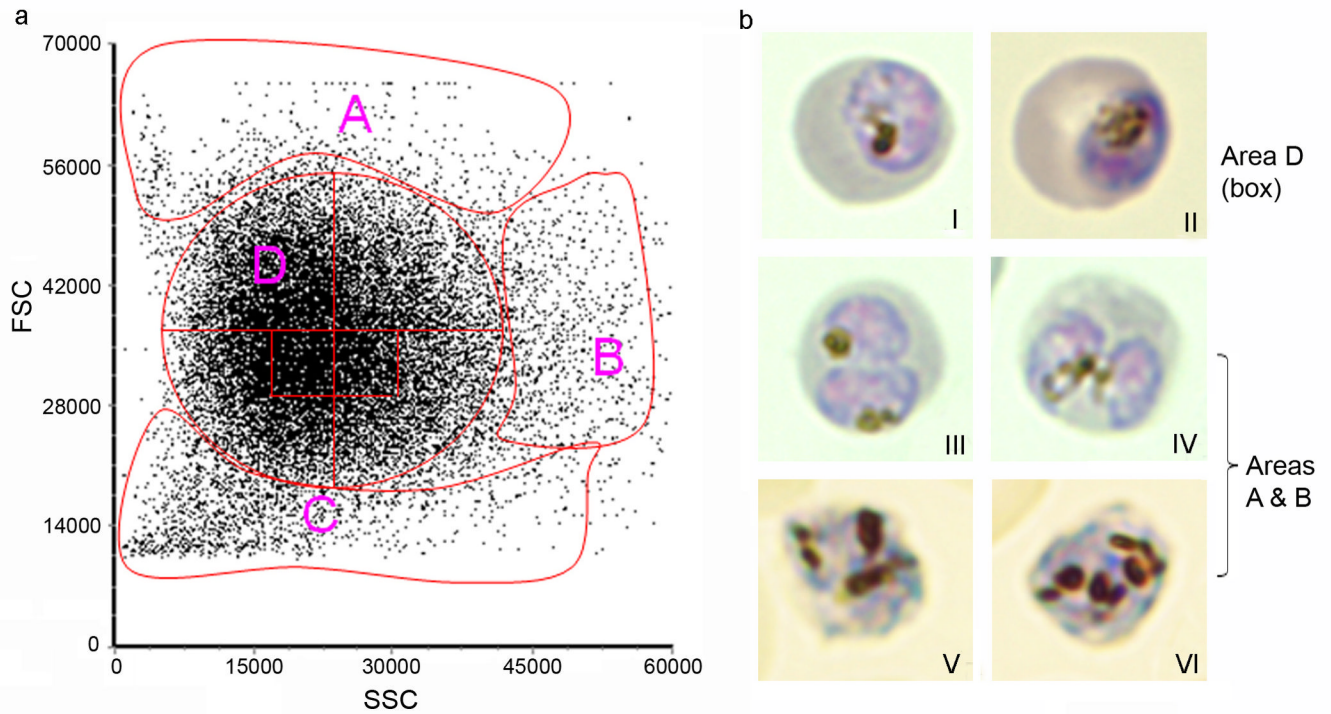 a
70000
56000
42000
28000
14000
0
FSC
0
15000
30000
45000
60000
SSC
A
D
B
C
b
I
II
Area D
(box)
III
IV
V
VI
Areas
A & B